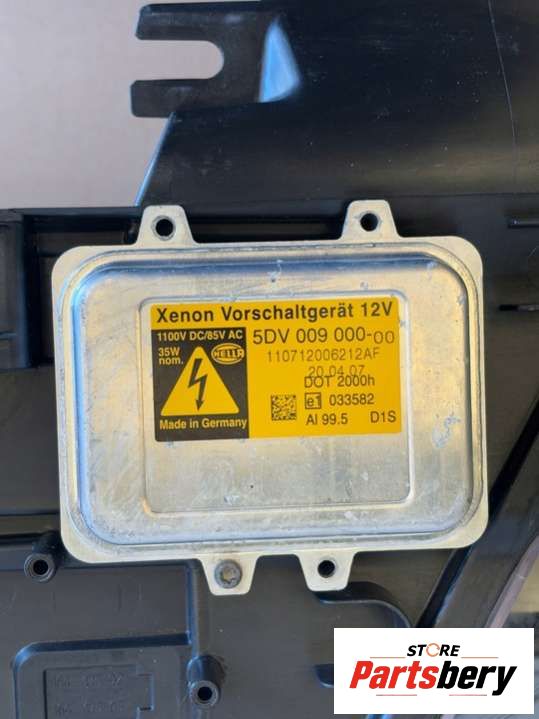 Xenon Vorschaltgerät 12V
1100V DC/85V AC
35W
nom.
HELLA
Made in Germany
5DV 009 000-00
110712006212AF
20.04.07
DOT 2000h
e1 033582
Al 99.5 D1S
STORE
Partsbery